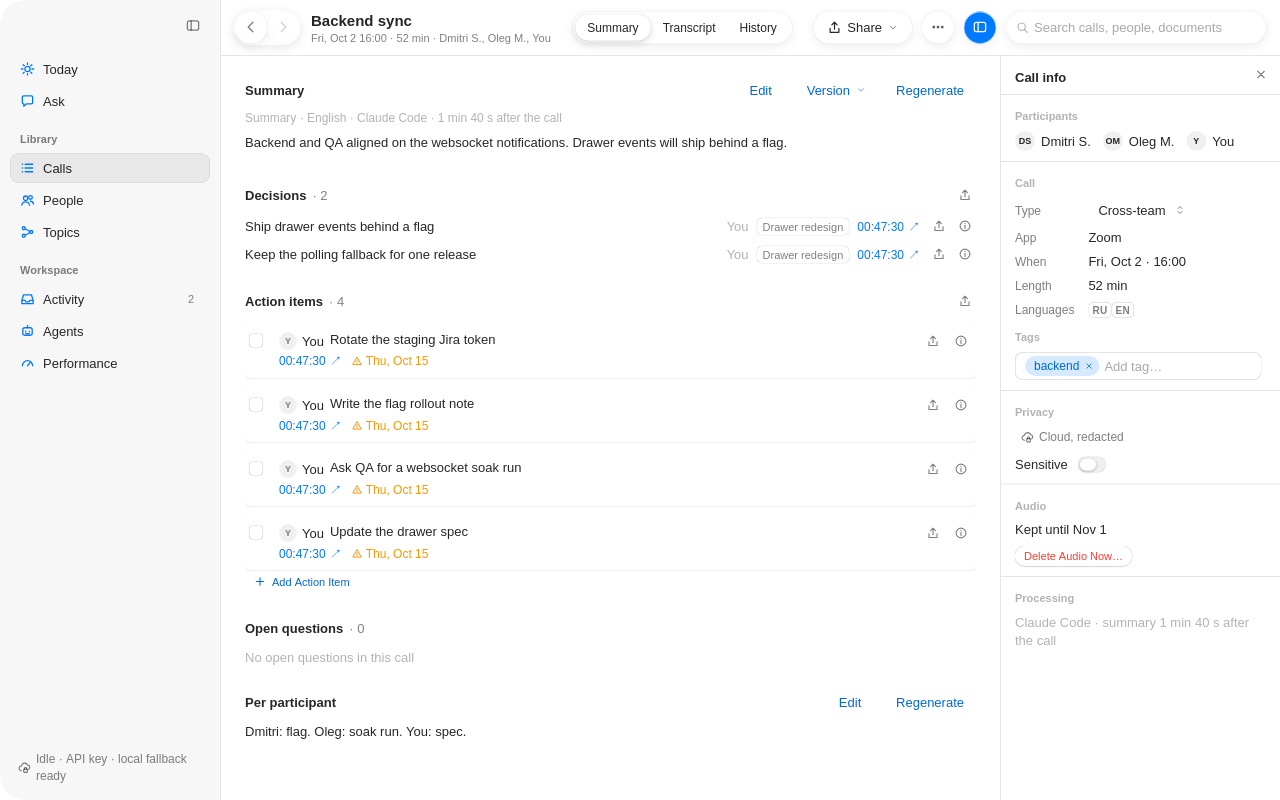 Today
Ask
Library
Calls
People
Topics
Workspace
Activity 2
Agents
Performance
Idle · API key · local fallback
ready
Backend sync
Fri, Oct 2 16:00 · 52 min · Dmitri S., Oleg M., You
Summary Transcript History
Share
Search calls, people, documents
Summary Edit Version Regenerate
Summary · English · Claude Code · 1 min 40 s after the call
Backend and QA aligned on the websocket notifications. Drawer events will ship behind a flag.
Decisions · 2
Ship drawer events behind a flag You Drawer redesign 00:47:30
Keep the polling fallback for one release You Drawer redesign 00:47:30
Action items · 4
Y You Rotate the staging Jira token
00:47:30 Thu, Oct 15
Y You Write the flag rollout note
00:47:30 Thu, Oct 15
Y You Ask QA for a websocket soak run
00:47:30 Thu, Oct 15
Y You Update the drawer spec
00:47:30 Thu, Oct 15
Add Action Item
Open questions · 0
No open questions in this call
Per participant Edit Regenerate
Dmitri: flag. Oleg: soak run. You: spec.
Call info
Participants
DS Dmitri S. OM Oleg M. Y You
Call
Type Cross-team
App Zoom
When Fri, Oct 2 · 16:00
Length 52 min
Languages RU EN
Tags
backend Add tag…
Privacy
Cloud, redacted
Sensitive
Audio
Kept until Nov 1
Delete Audio Now…
Processing
Claude Code · summary 1 min 40 s after
the call